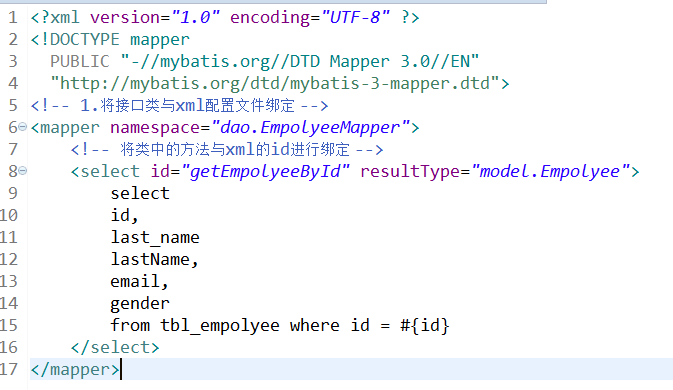 1 <?xml version="1.0" encoding="UTF-8" ?>
2 <!DOCTYPE mapper
3 PUBLIC "-//mybatis.org//DTD Mapper 3.0//EN"
4 "http://mybatis.org/dtd/mybatis-3-mapper.dtd">
5 <!-- 1.将接口类与xml配置文件绑定 -->
6 <mapper namespace="dao.EmpolyeeMapper">
7 <!-- 将类中的方法与xml的id进行绑定 -->
8 <select id="getEmpolyeeById" resultType="model.Empolyee">
9 select
10 id,
11 last_name
12 lastName,
13 email,
14 gender
15 from tbl_empolyee where id = #{id}
16 </select>
17 </mapper>